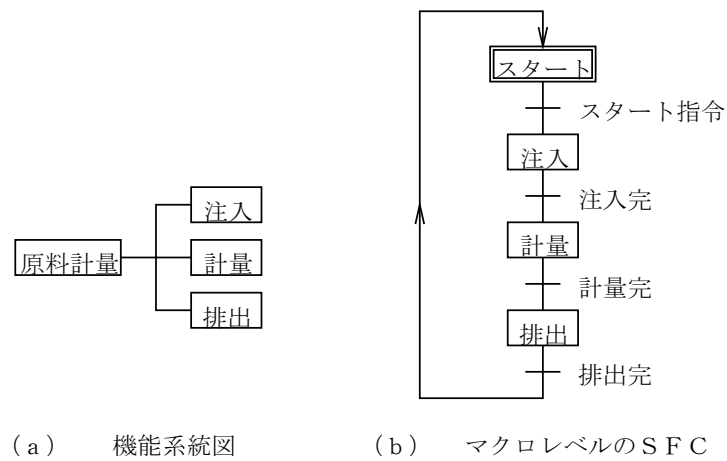 原料計量
注入
計量
排出
スタート
スタート指令
注入
注入完
計量
計量完
排出
排出完
(a) 機能系統図
(b) マクロレベルのSFC